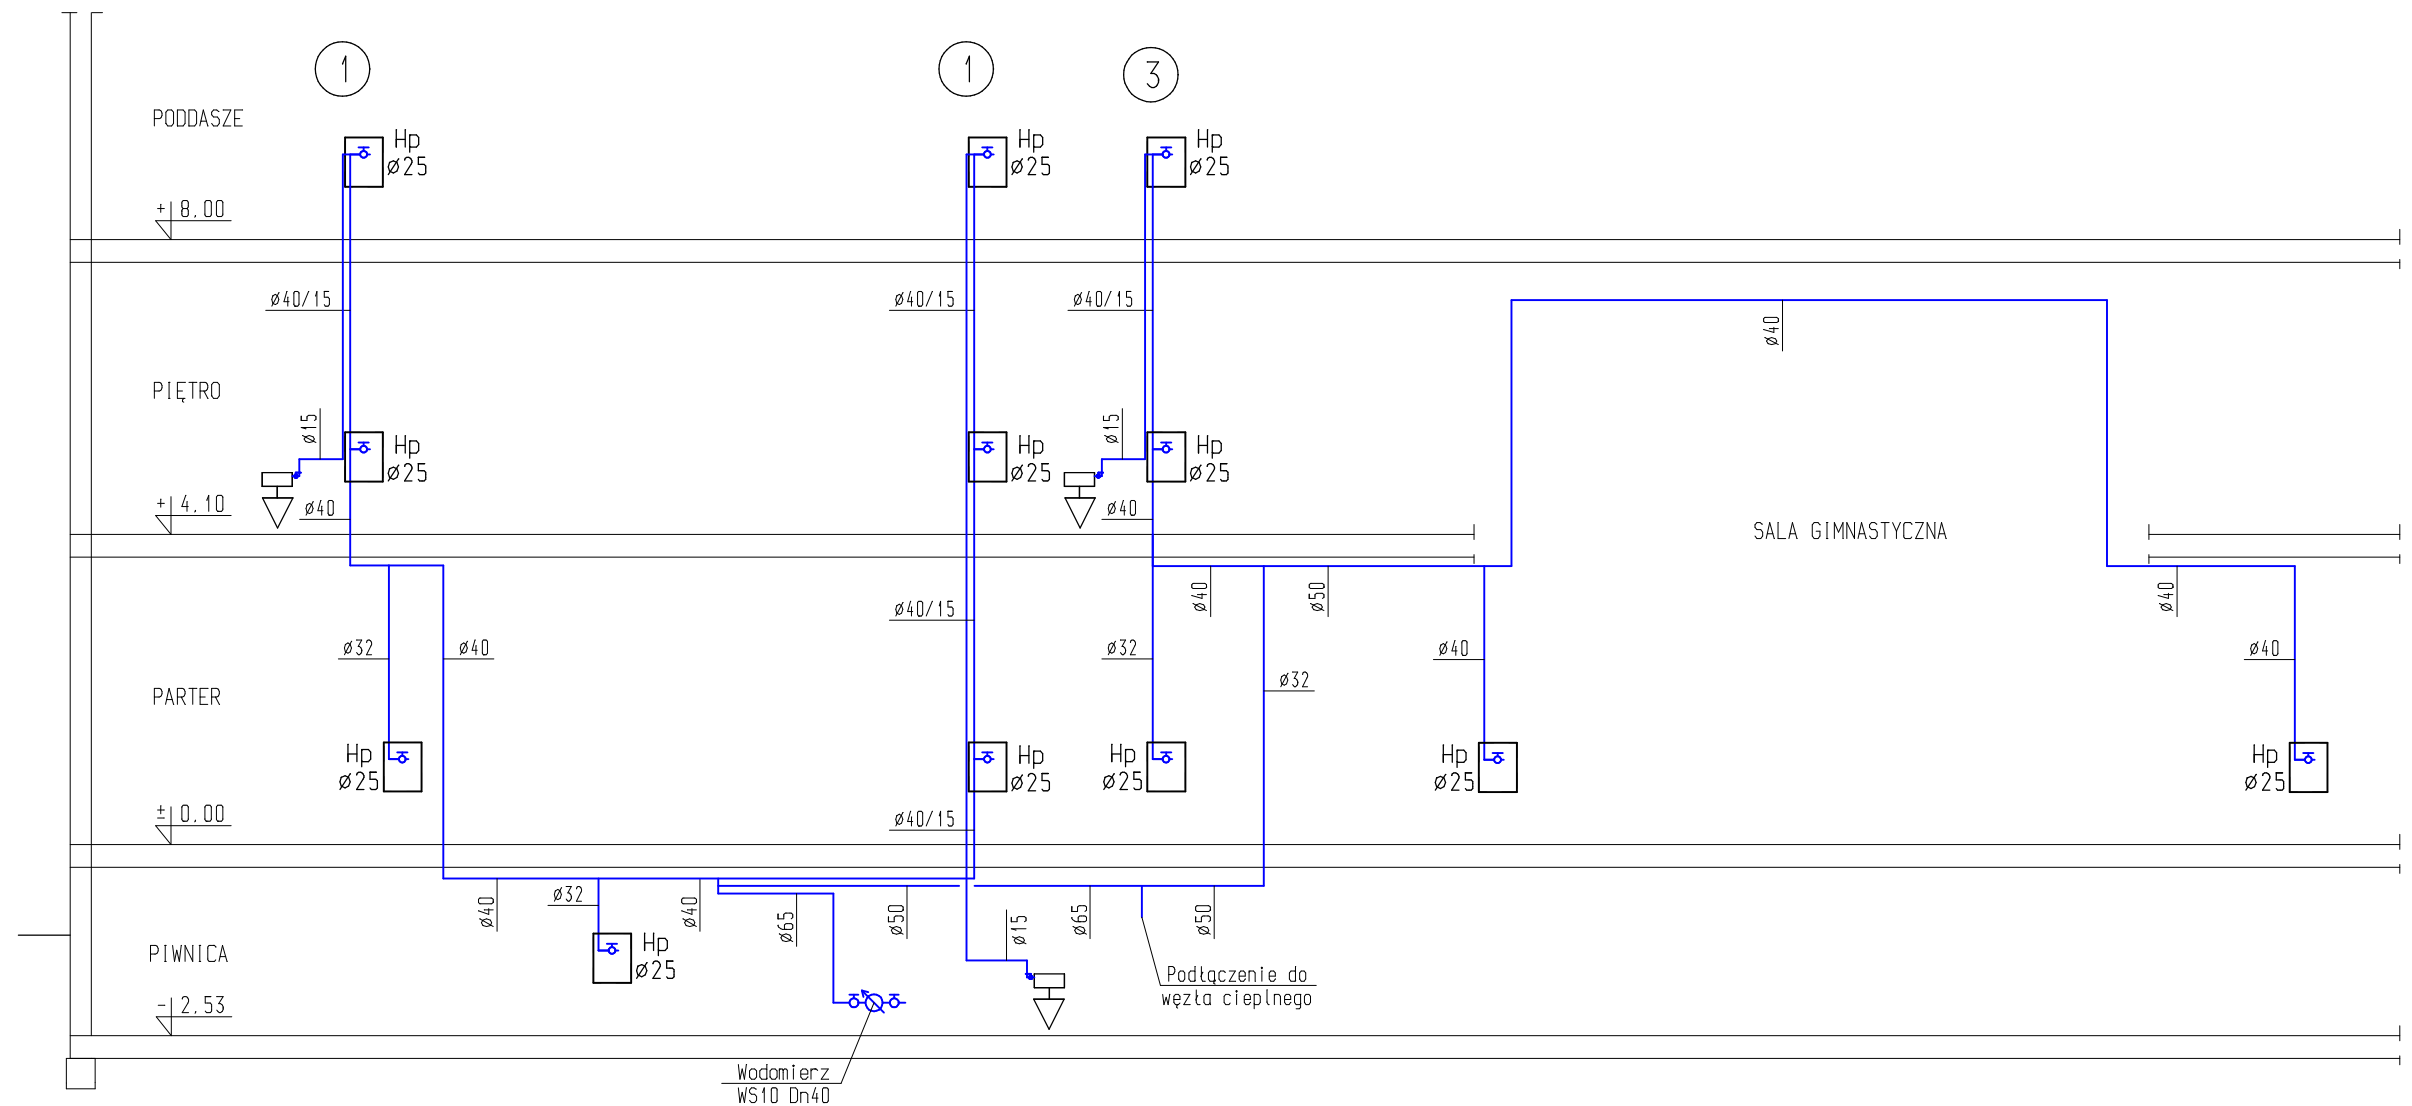 1
1
3
PODDASZE
Hp
ø25
Hp
ø25
Hp
ø25
+ 8.00
ø40/15
ø40/15
ø40/15
ø40
PIĘTRO
ø15
Hp
ø25
Hp
ø25
ø15
Hp
ø25
+ 4.10
ø40
ø40
SALA GIMNASTYCZNA
ø40
ø50
ø40
ø40/15
ø32
ø40
ø32
ø32
ø40
ø40
PARTER
Hp
ø25
Hp
ø25
Hp
ø25
Hp
ø25
Hp
ø25
± 0.00
ø40/15
ø40
ø32
ø40
ø65
ø50
ø15
ø65
ø50
PIWNICA
Hp
ø25
Podłączenie do
węzła cieplnego
- 2.53
Wodomierz
WS10 Dn40